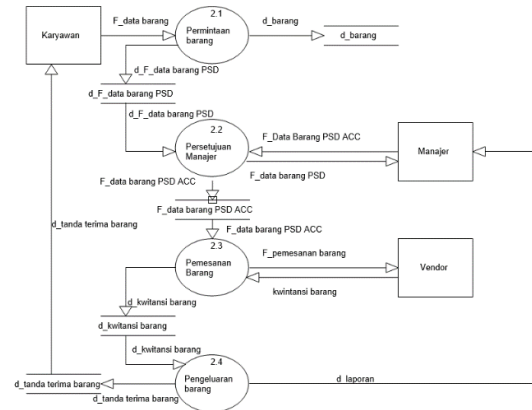 F_data barang
2.1
Karyawan
Permintaan
barang
d_barang
d_barang
d_F_data barang PSD
d_F_data barang PSD
d_F_data barang PSD
2.2
Persetujuan
Manajer
F_Data Barang PSD ACC
Manajer
F_data barang PSD
F_data barang PSD ACC
F_data barang PSD ACC
d_tanda terima barang
F_data barang PSD ACC
2.3
Pemesanan
Barang
F_pemesanan barang
Vendor
kwintansi barang
d_kwitansi barang
d_kwitansi barang
d_kwitansi barang
2.4
Pengeluaran
barang
d_laporan
d_tanda terima barang
d_tanda terima barang